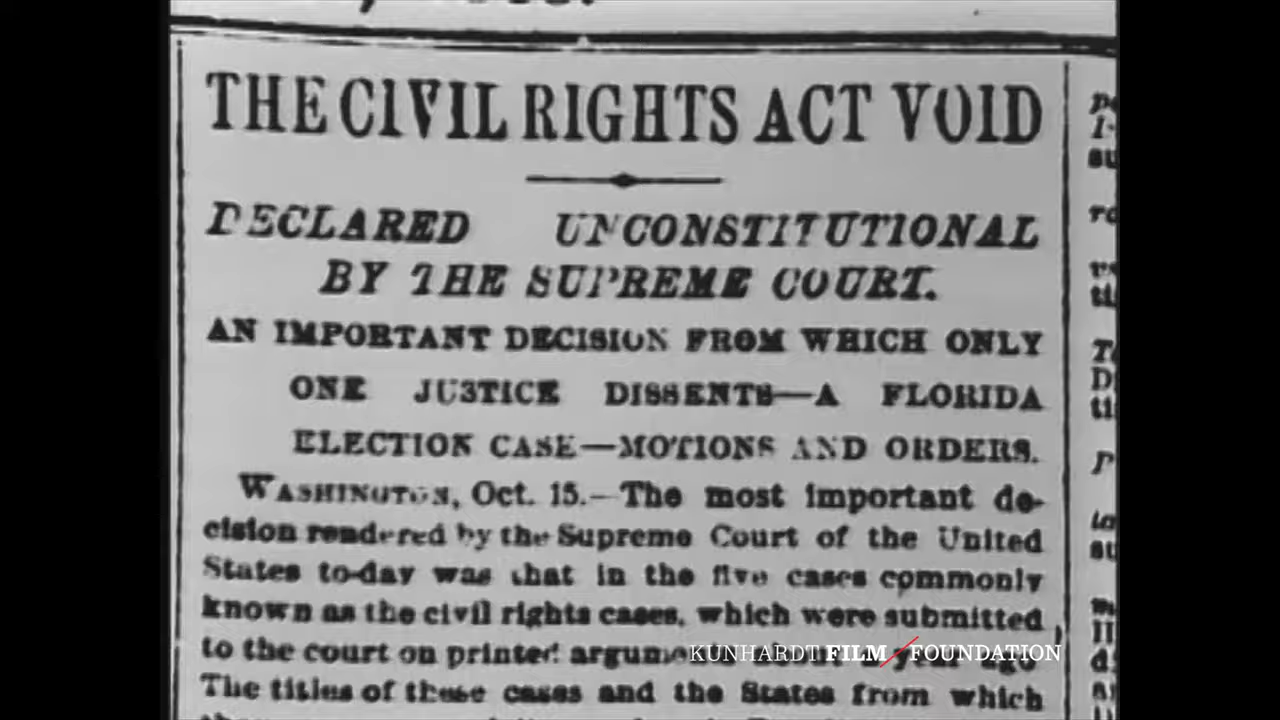 THE CIVIL RIGHTS ACT VOID
DECLARED UNCONSTITUTIONAL
BY THE SUPREME COURT.
AN IMPORTANT DECISION FROM WHICH ONLY
ONE JUSTICE DISSENTS—A FLORIDA
ELECTION CASE—MOTIONS AND ORDERS.
WASHINGTON, Oct. 15.—The most important de-
cision rendered by the Supreme Court of the United
States to-day was that in the five cases commonly
known as the civil rights cases, which were submitted
to the court on printed
The titles of these cases and the States from which
KUNHARDT FILM FOUNDATION